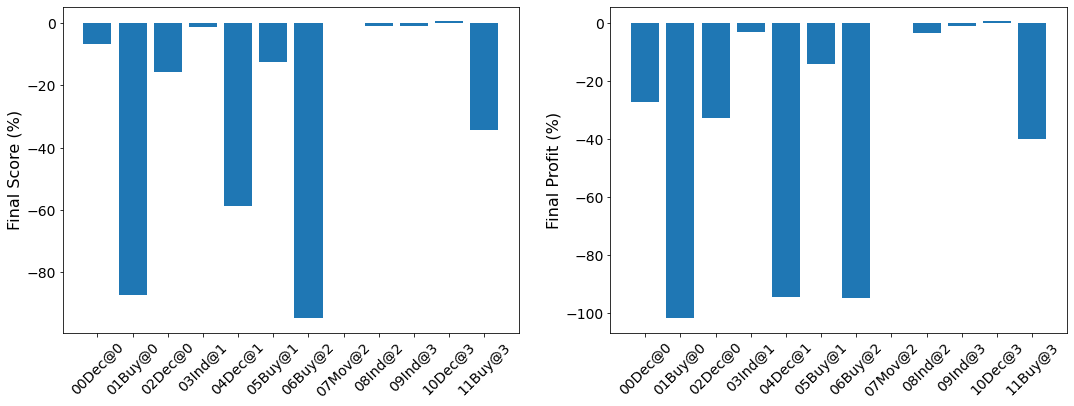 Final Score (%)
0
−20
−40
−60
−80
00Dec@0
01Buy@0
02Dec@0
03Ind@1
04Dec@1
05Buy@1
06Buy@2
07Mov@2
08Ind@2
09Ind@3
10Dec@3
11Buy@3
Final Profit (%)
0
−20
−40
−60
−80
−100
00Dec@0
01Buy@0
02Dec@0
03Ind@1
04Dec@1
05Buy@1
06Buy@2
07Mov@2
08Ind@2
09Ind@3
10Dec@3
11Buy@3